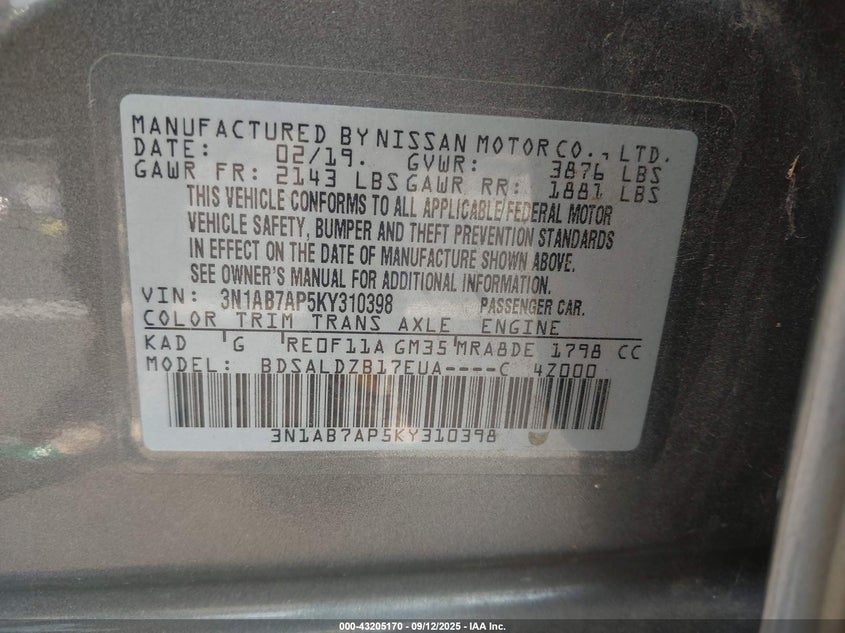 MANUFACTURED BY NISSAN MOTOR CO., LTD.
DATE: 02/19. GVWR: 3876 LBS
GAWR FR: 2143 LBS GAWR RR: 1881 LBS
THIS VEHICLE CONFORMS TO ALL APPLICABLE FEDERAL MOTOR
VEHICLE SAFETY, BUMPER AND THEFT PREVENTION STANDARDS
IN EFFECT ON THE DATE OF MANUFACTURE SHOWN ABOVE.
SEE OWNER'S MANUAL FOR ADDITIONAL INFORMATION.
VIN: 3N1AB7AP5KY310398 PASSENGER CAR.
COLOR TRIM TRANS AXLE ENGINE
KAD G RE0F11A GM35 MRA8DE 1798 CC
MODEL: BDSALDZB17EUA----C 4Z000
3N1AB7AP5KY310398
000-43205170 - 09/12/2025 - IAA Inc.